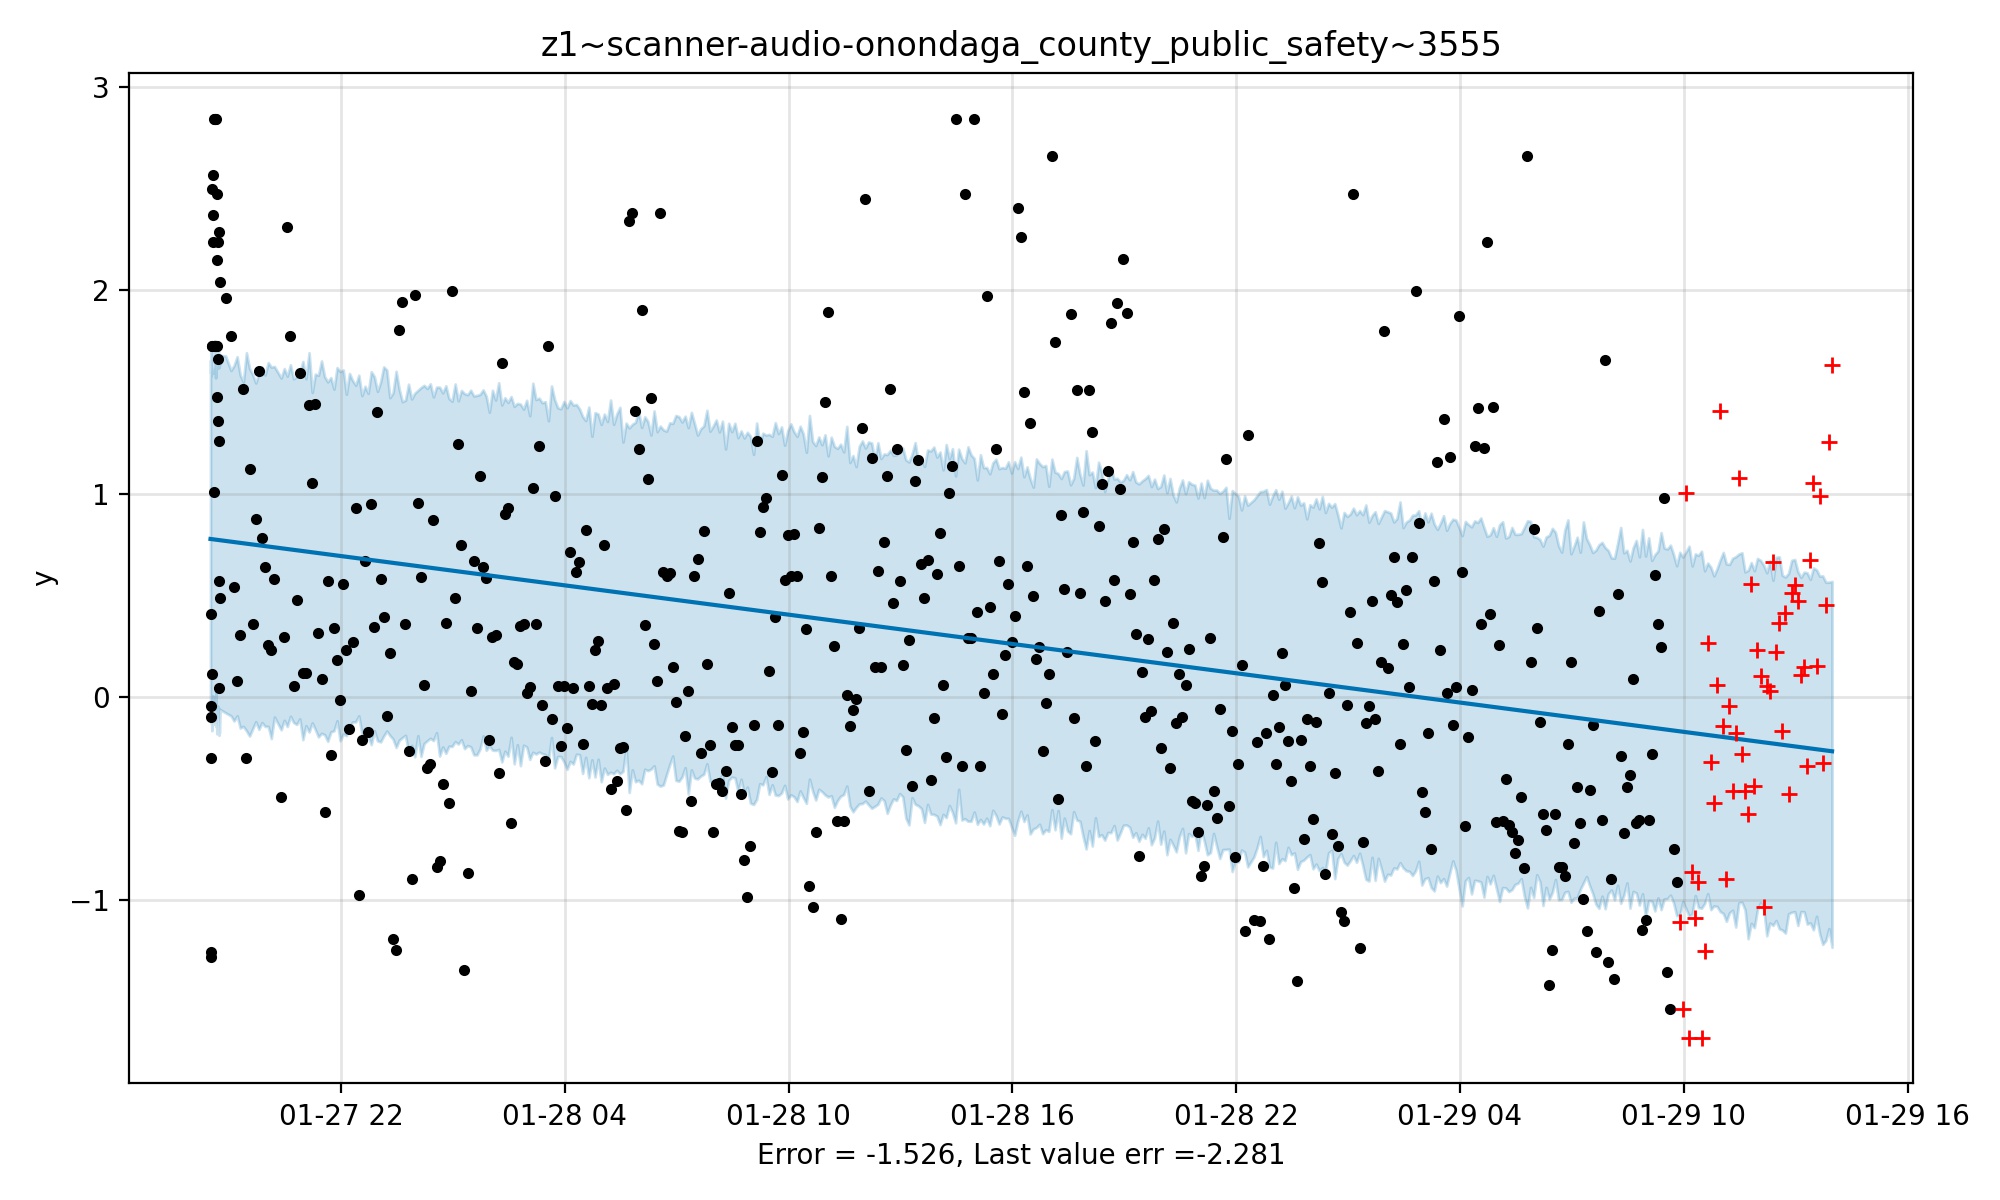 z1~scanner-audio-onondaga_county_public_safety~3555
3
2
1
0
−1
y
01-27 22 01-28 04 01-28 10 01-28 16 01-28 22 01-29 04 01-29 10 01-29 16
Error = -1.526, Last value err =-2.281